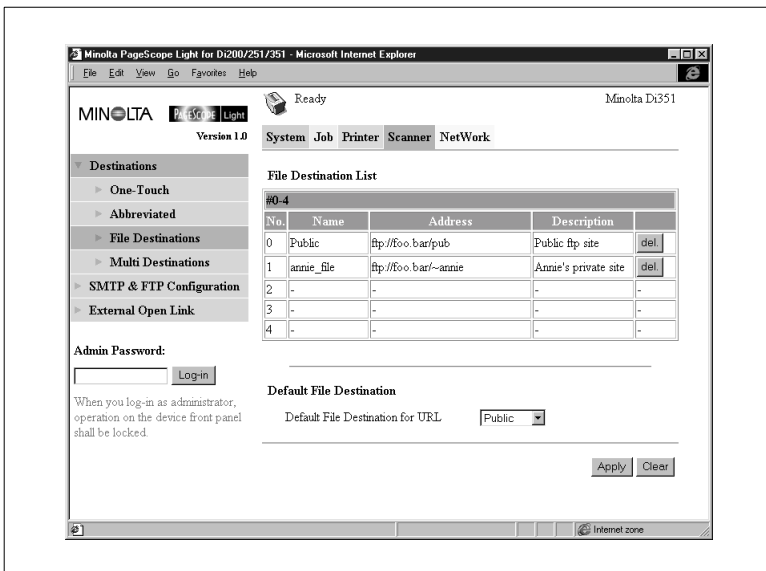 Minolta PageScope Light for Di200/251/351 - Microsoft Internet Explorer
File Edit View Go Favorites Help
MINOLTA PAGESCOPE Light
Version 1.0
Ready
Minolta Di351
System Job Printer Scanner NetWork
Destinations
One-Touch
Abbreviated
File Destinations
Multi Destinations
SMTP & FTP Configuration
External Open Link
Admin Password:
Log-in
When you log-in as administrator,
operation on the device front panel
shall be locked.
File Destination List
#0-4
No. Name Address Description
0 Public ftp://foo.bar/pub Public ftp site del.
1 annie_file ftp://foo.bar/~annie Annie's private site del.
2 - - - -
3 - - - -
4 - - - -
Default File Destination
Default File Destination for URL Public
Apply Clear
Internet zone